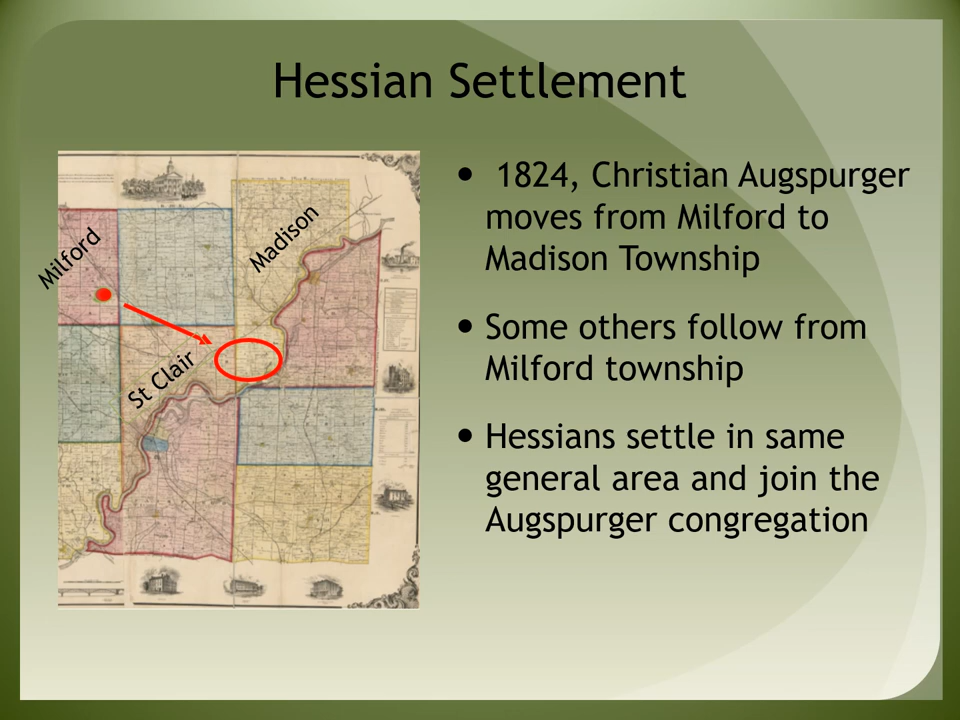 Hessian Settlement
Milford
Madison
St Clair
● 1824, Christian Augspurger
moves from Milford to
Madison Township
● Some others follow from
Milford township
● Hessians settle in same
general area and join the
Augspurger congregation